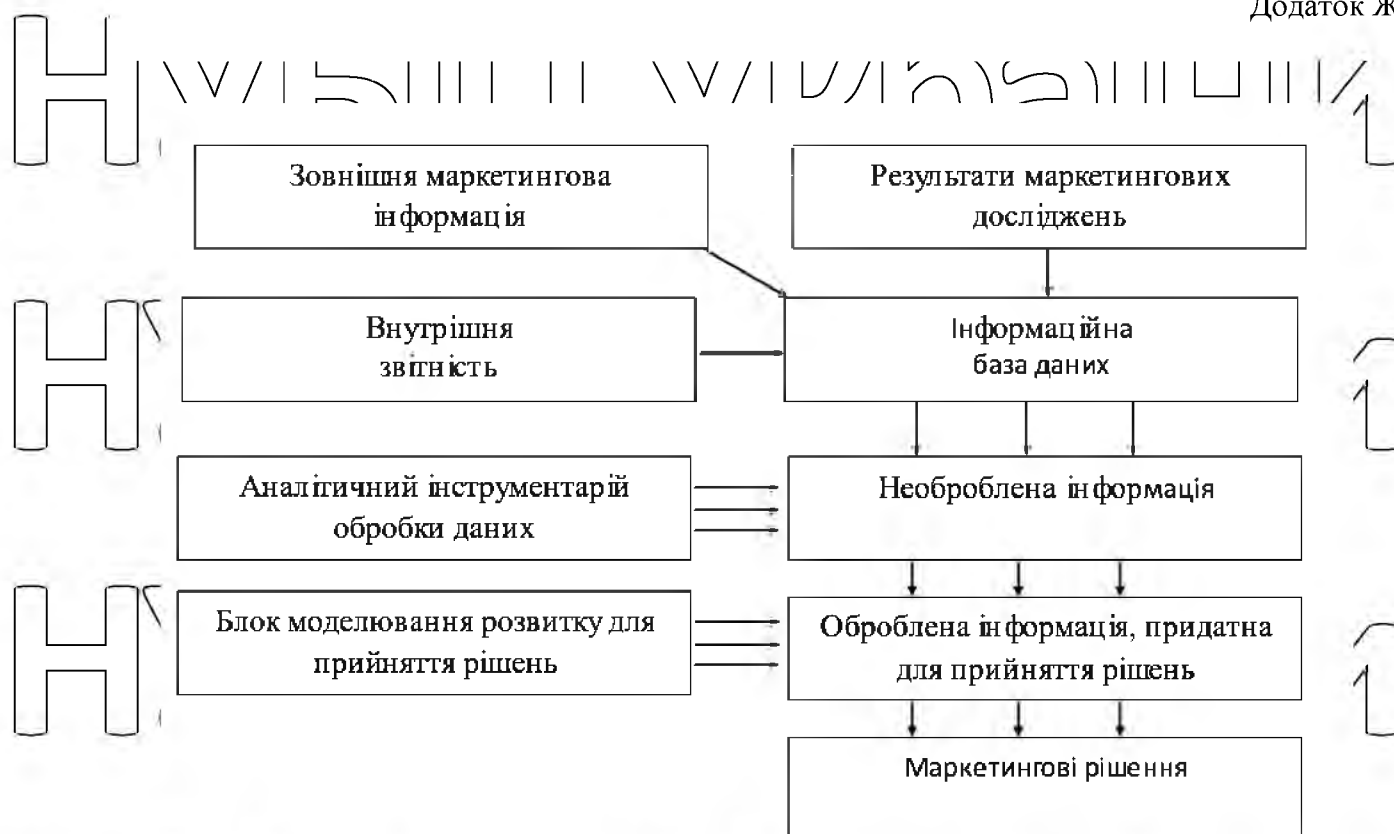 Додаток Ж
Зовнішня маркетингова
інформація
Результати маркетингових
досліджень
Внутрішня
звітність
Інформаційна
база даних
Аналітичний інструментарій
обробки даних
Необроблена інформація
Блок моделювання розвитку для
прийняття рішень
Оброблена інформація, придатна
для прийняття рішень
Маркетингові рішення